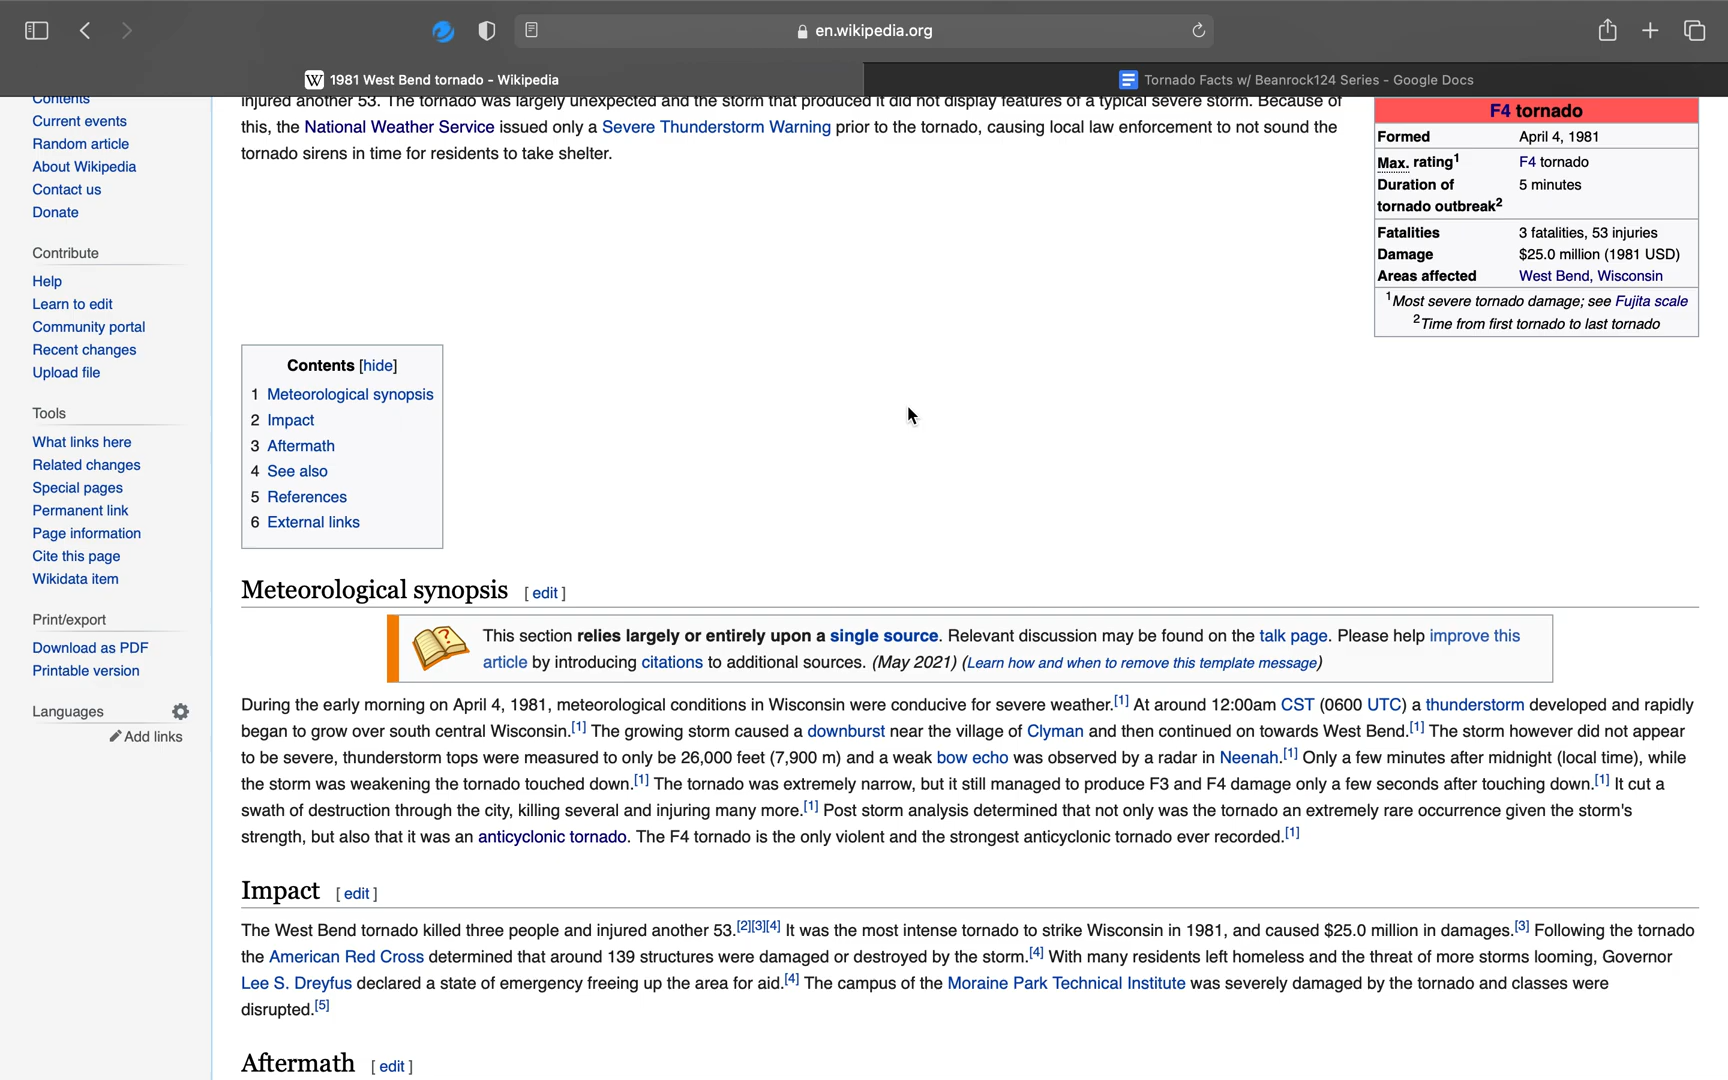 en.wikipedia.org
1981 West Bend tornado - Wikipedia
Tornado Facts w/ Beanrock124 Series - Google Docs
Contents
Current events
Random article
About Wikipedia
Contact us
Donate
Contribute
Help
Learn to edit
Community portal
Recent changes
Upload file
Tools
What links here
Related changes
Special pages
Permanent link
Page information
Cite this page
Wikidata item
Print/export
Download as PDF
Printable version
Languages
Add links
injured another 53. The tornado was largely unexpected and the storm that produced it did not display features of a typical severe storm. Because of
this, the National Weather Service issued only a Severe Thunderstorm Warning prior to the tornado, causing local law enforcement to not sound the
tornado sirens in time for residents to take shelter.
F4 tornado
Formed April 4, 1981
Max. rating1 F4 tornado
Duration of 5 minutes
tornado outbreak2
Fatalities 3 fatalities, 53 injuries
Damage $25.0 million (1981 USD)
Areas affected West Bend, Wisconsin
1Most severe tornado damage; see Fujita scale
2Time from first tornado to last tornado
Contents [hide]
1 Meteorological synopsis
2 Impact
3 Aftermath
4 See also
5 References
6 External links
Meteorological synopsis [ edit ]
This section relies largely or entirely upon a single source. Relevant discussion may be found on the talk page. Please help improve this
article by introducing citations to additional sources. (May 2021) (Learn how and when to remove this template message)
During the early morning on April 4, 1981, meteorological conditions in Wisconsin were conducive for severe weather.[1] At around 12:00am CST (0600 UTC) a thunderstorm developed and rapidly
began to grow over south central Wisconsin.[1] The growing storm caused a downburst near the village of Clyman and then continued on towards West Bend.[1] The storm however did not appear
to be severe, thunderstorm tops were measured to only be 26,000 feet (7,900 m) and a weak bow echo was observed by a radar in Neenah.[1] Only a few minutes after midnight (local time), while
the storm was weakening the tornado touched down.[1] The tornado was extremely narrow, but it still managed to produce F3 and F4 damage only a few seconds after touching down.[1] It cut a
swath of destruction through the city, killing several and injuring many more.[1] Post storm analysis determined that not only was the tornado an extremely rare occurrence given the storm's
strength, but also that it was an anticyclonic tornado. The F4 tornado is the only violent and the strongest anticyclonic tornado ever recorded.[1]
Impact [ edit ]
The West Bend tornado killed three people and injured another 53.[2][3][4] It was the most intense tornado to strike Wisconsin in 1981, and caused $25.0 million in damages.[3] Following the tornado
the American Red Cross determined that around 139 structures were damaged or destroyed by the storm.[4] With many residents left homeless and the threat of more storms looming, Governor
Lee S. Dreyfus declared a state of emergency freeing up the area for aid.[4] The campus of the Moraine Park Technical Institute was severely damaged by the tornado and classes were
disrupted.[5]
Aftermath [ edit ]